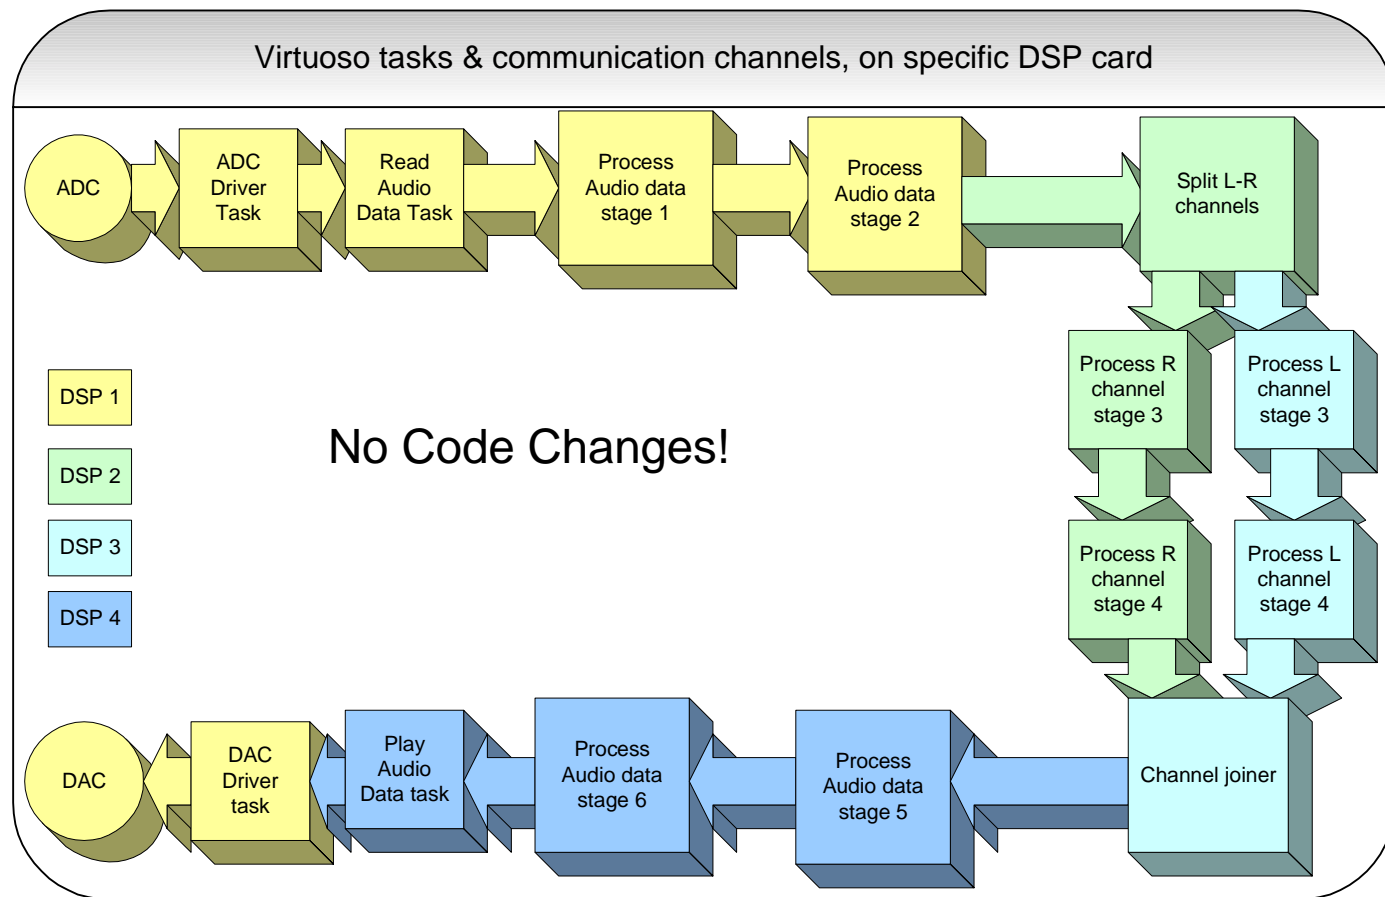 Virtuoso tasks & communication channels, on specific DSP card
ADC
ADC
Driver
Task
Read
Audio
Data Task
Process
Audio data
stage 1
Process
Audio data
stage 2
Split L-R
channels
Process R
channel
stage 3
Process L
channel
stage 3
DSP 1
DSP 2
DSP 3
DSP 4
No Code Changes!
Process R
channel
stage 4
Process L
channel
stage 4
DAC
DAC
Driver
task
Play
Audio
Data task
Process
Audio data
stage 6
Process
Audio data
stage 5
Channel joiner